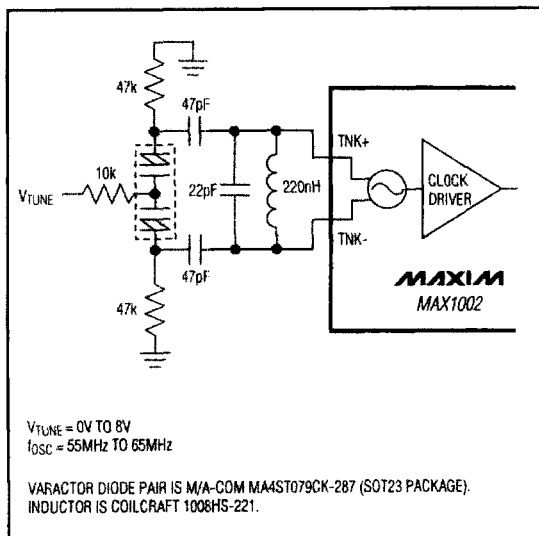 47k
47pF
10k
VTUNE
22pF
220nH
TNK+
TNK-
CLOCK
DRIVER
MAXIM
MAX1002
47pF
47k
VTUNE = 0V TO 8V
fOSC = 55MHz TO 65MHz
VARACTOR DIODE PAIR IS M/A-COM MA4ST079CK-287 (SOT23 PACKAGE).
INDUCTOR IS COILCRAFT 1008HS-221.